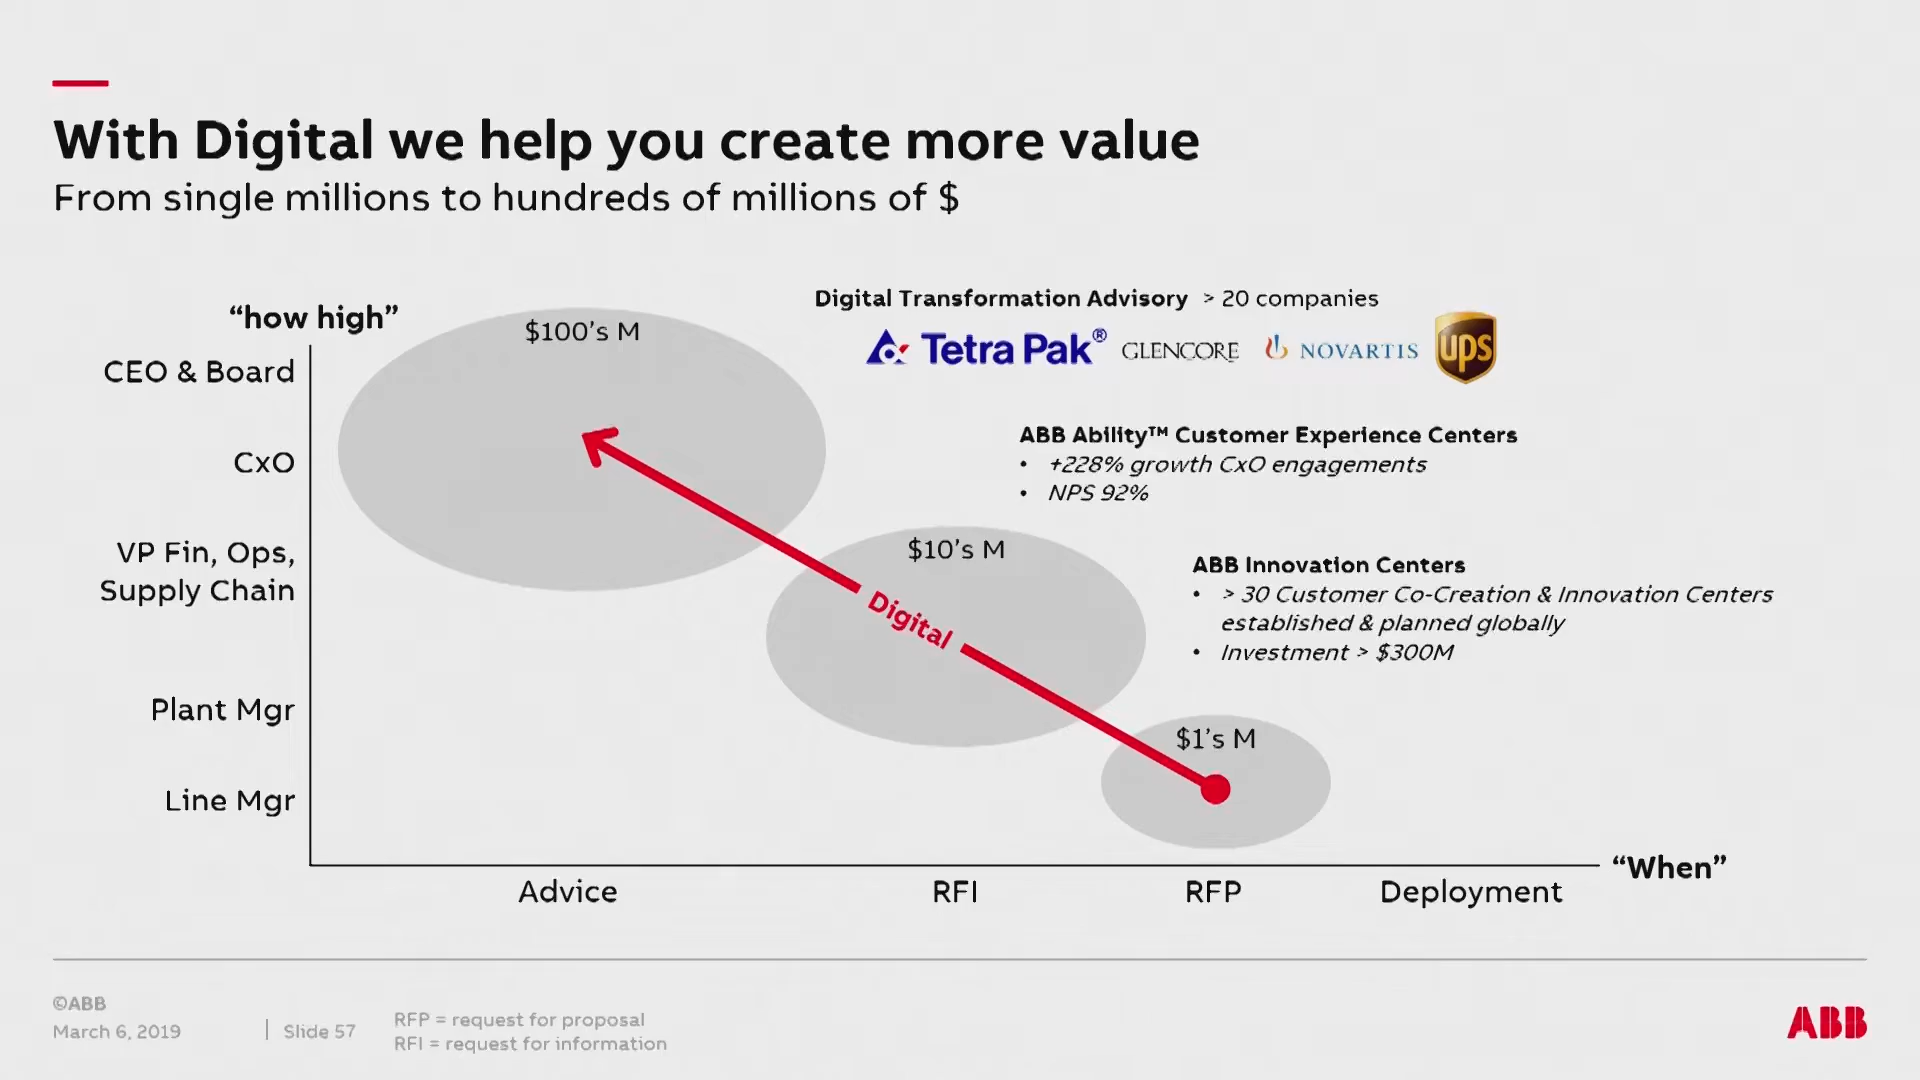 With Digital we help you create more value
From single millions to hundreds of millions of $
“how high”
CEO & Board
CxO
VP Fin, Ops,
Supply Chain
Plant Mgr
Line Mgr
$100’s M
$10’s M
$1’s M
Digital
Digital Transformation Advisory > 20 companies
Tetra Pak® GLENCORE NOVARTIS ups
ABB Ability™ Customer Experience Centers
• +228% growth CxO engagements
• NPS 92%
ABB Innovation Centers
• > 30 Customer Co-Creation & Innovation Centers
established & planned globally
• Investment > $300M
“When”
Advice RFI RFP Deployment
©ABB
March 6, 2019 | Slide 57
RFP = request for proposal
RFI = request for information
ABB